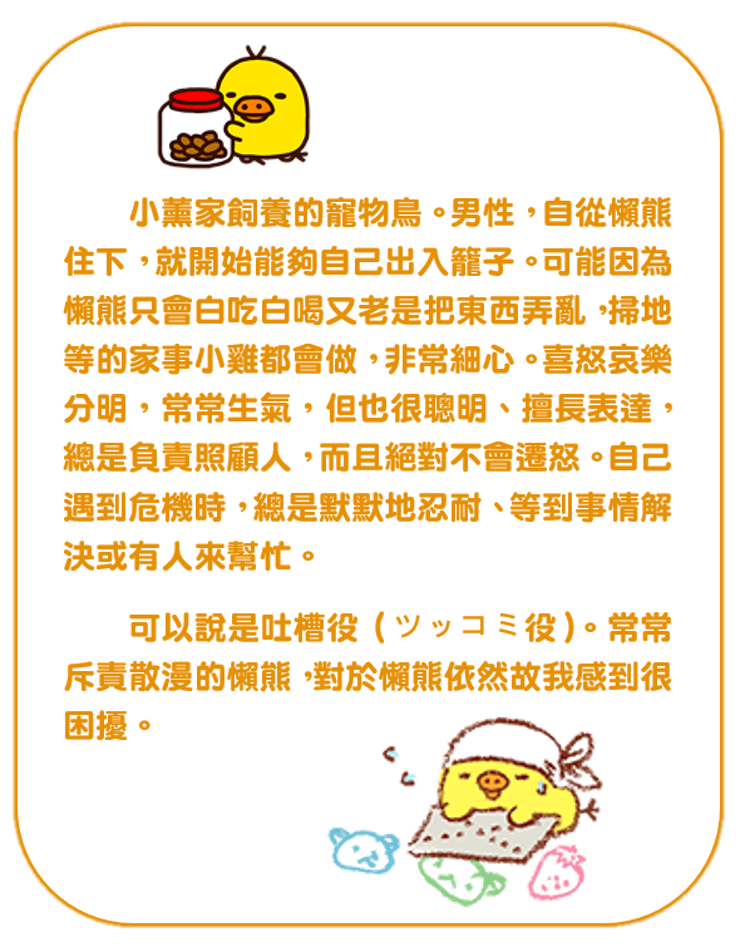 小薰家飼養的寵物鳥。男性，自從懶熊
住下，就開始能夠自己出入籠子。可能因為
懶熊只會白吃白喝又老是把東西弄亂，掃地
等的家事小雞都會做，非常細心。喜怒哀樂
分明，常常生氣，但也很聰明、擅長表達，
總是負責照顧人，而且絕對不會遷怒。自己
遇到危機時，總是默默地忍耐、等到事情解
決或有人來幫忙。
可以說是吐槽役（ツッコミ役）。常常
斥責散漫的懶熊，對於懶熊依然故我感到很
困擾。